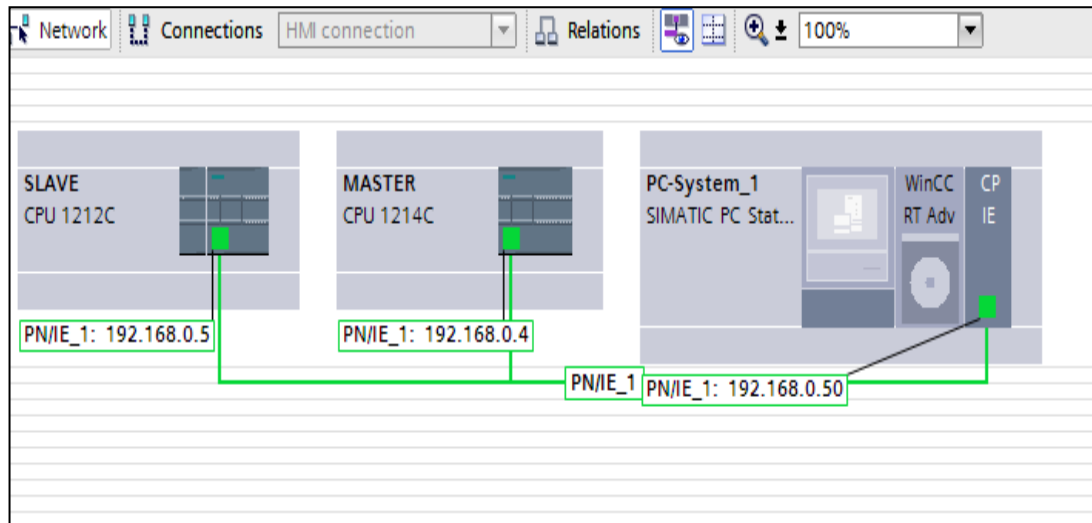 Network Connections HMI connection Relations 100%
SLAVE
CPU 1212C
MASTER
CPU 1214C
PC-System_1
SIMATIC PC Stat...
WinCC
RT Adv
CP
IE
PN/IE_1: 192.168.0.5
PN/IE_1: 192.168.0.4
PN/IE_1
PN/IE_1: 192.168.0.50